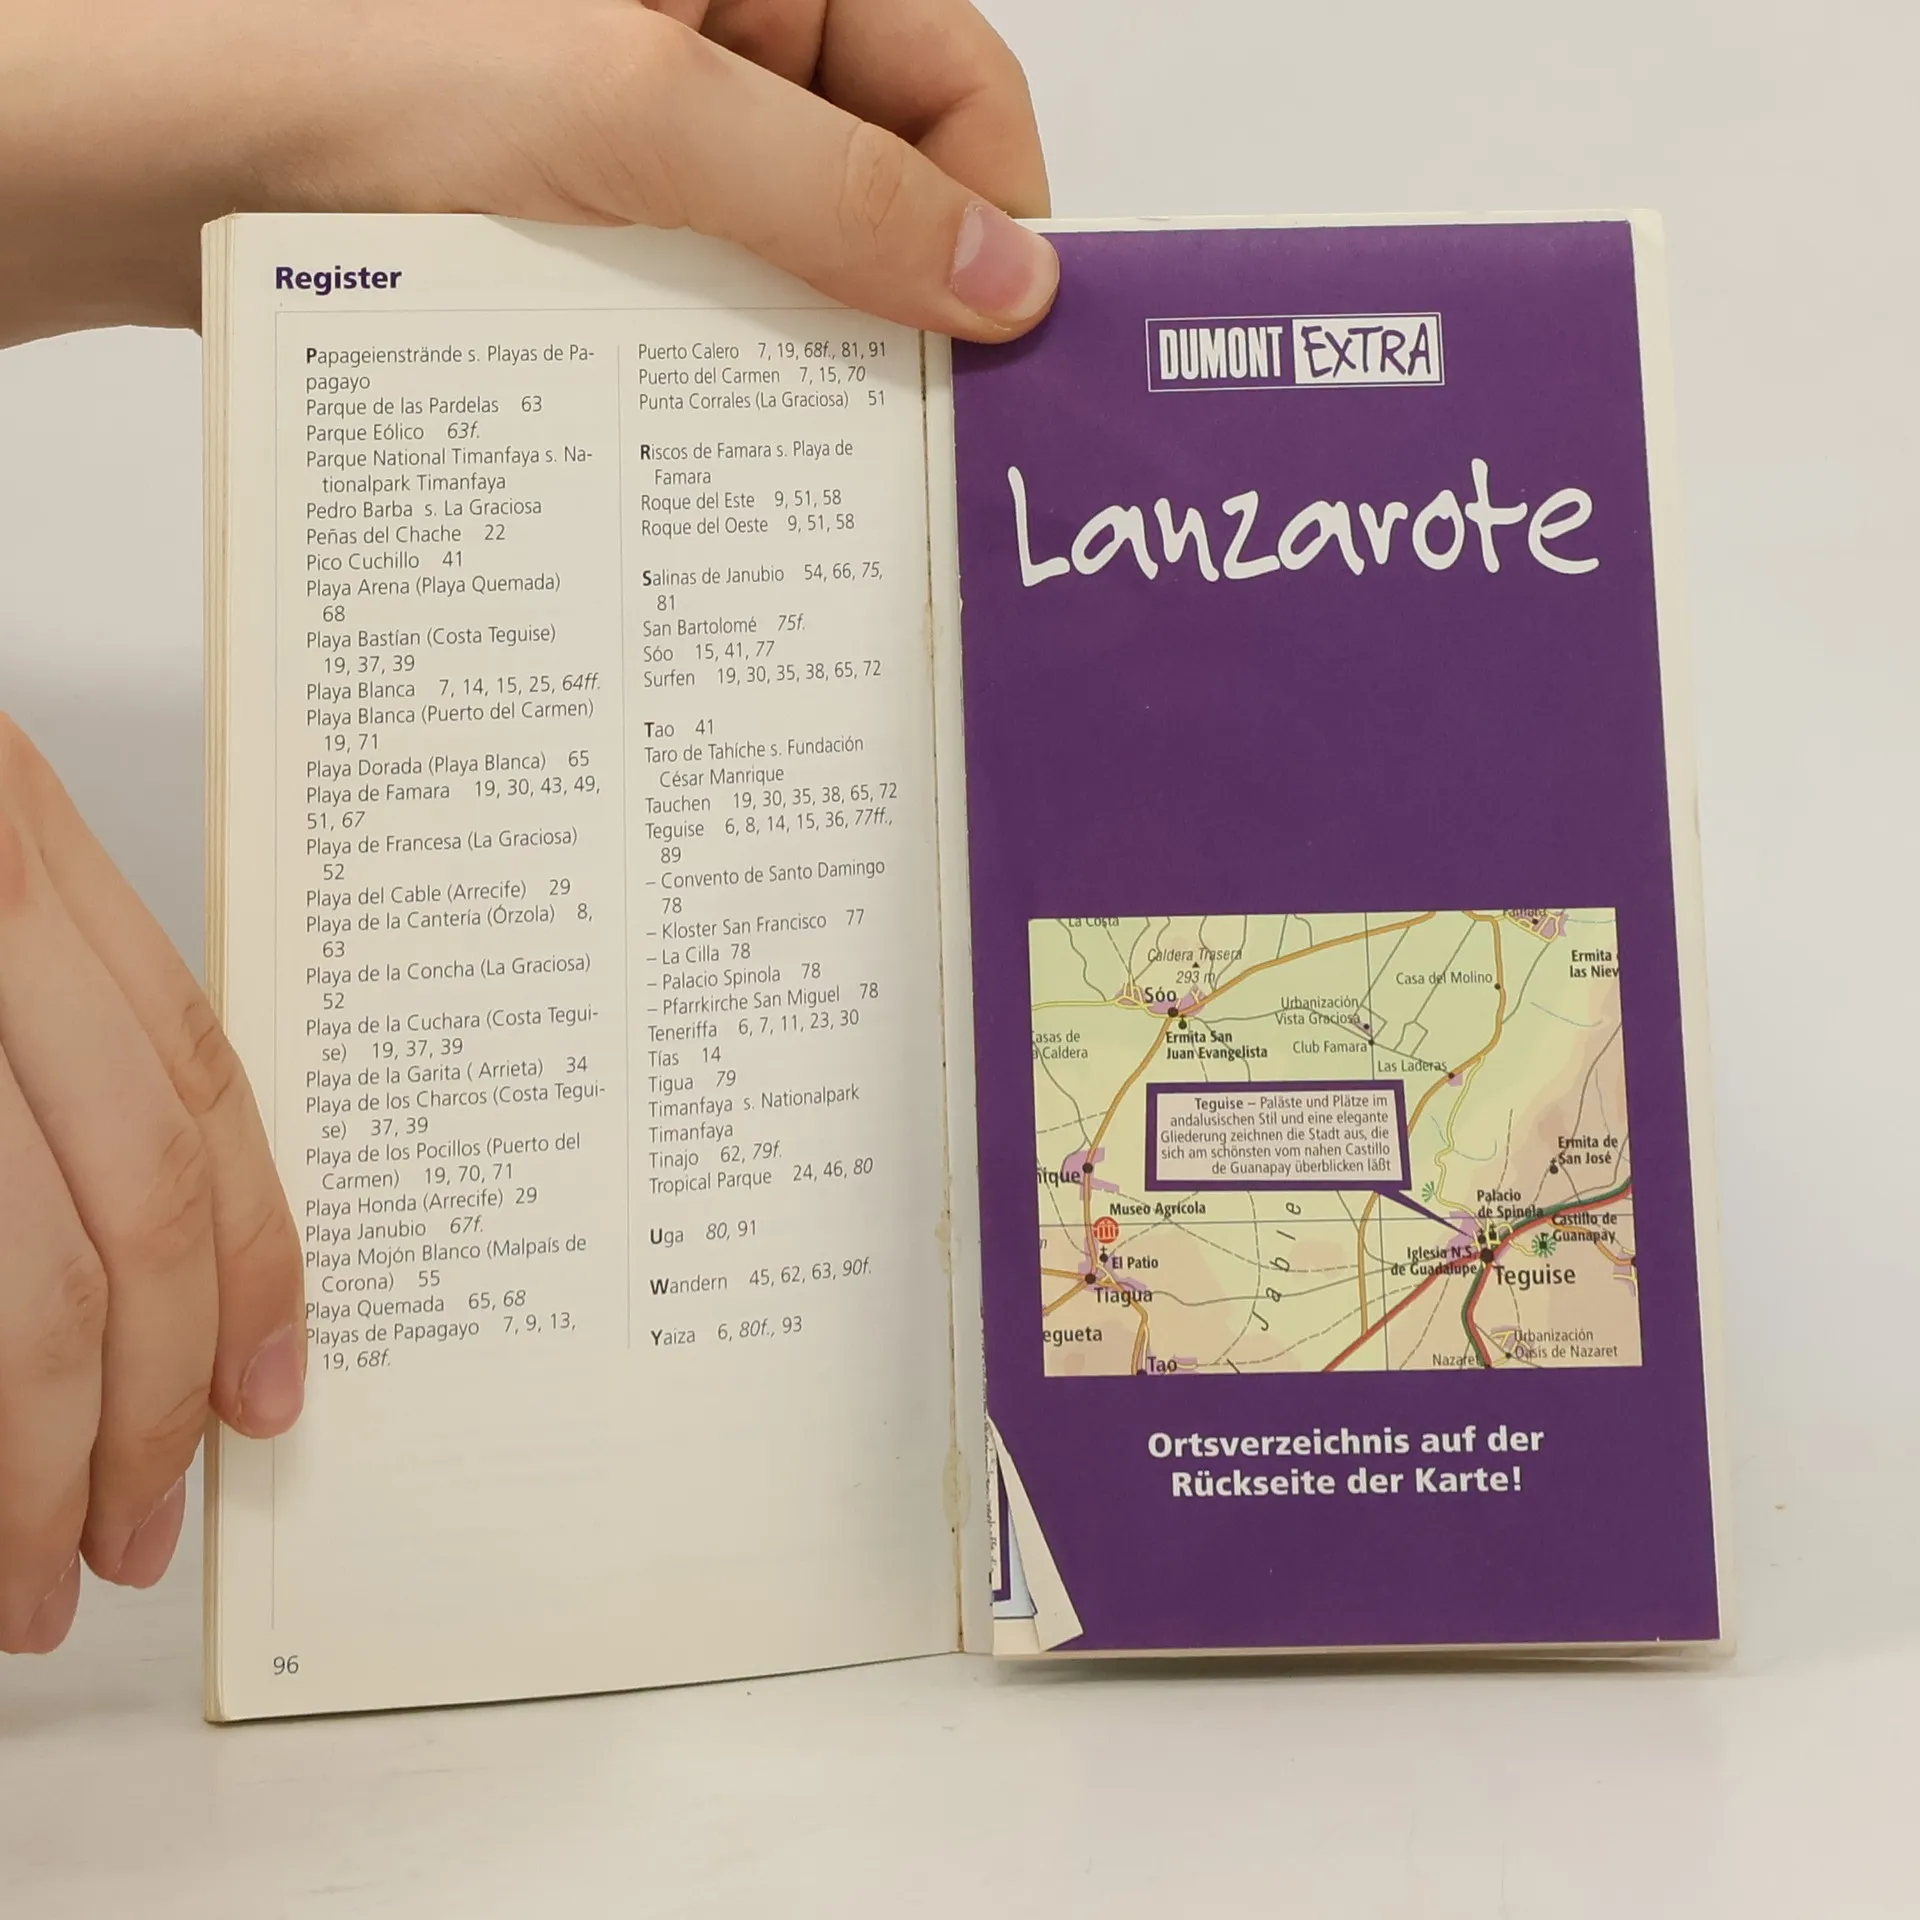 Register
Papageienstrände s. Playas de Pa-
pagayo
Parque de las Pardelas 63
Parque Eólico 63f.
Parque National Timanfaya s. Na-
tionalpark Timanfaya
Pedro Barba s. La Graciosa
Peñas del Chache 22
Pico Cuchillo 41
Playa Arena (Playa Quemada)
68
Playa Bastían (Costa Teguise)
19, 37, 39
Playa Blanca 7, 14, 15, 25, 64ff.
Playa Blanca (Puerto del Carmen)
19, 71
Playa Dorada (Playa Blanca) 65
Playa de Famara 19, 30, 43, 49,
51, 67
Playa de Francesa (La Graciosa)
52
Playa del Cable (Arrecife) 29
Playa de la Cantería (Órzola) 8,
63
Playa de la Concha (La Graciosa)
52
Playa de la Cuchara (Costa Tegui-
se) 19, 37, 39
Playa de la Garita ( Arrieta) 34
Playa de los Charcos (Costa Tegui-
se) 37, 39
Playa de los Pocillos (Puerto del
Carmen) 19, 70, 71
Playa Honda (Arrecife) 29
Playa Janubio 67f.
Playa Mojón Blanco (Malpaís de
Corona) 55
Playa Quemada 65, 68
Playas de Papagayo 7, 9, 13,
19, 68f.
Puerto Calero 7, 19, 68f., 81, 91
Puerto del Carmen 7, 15, 70
Punta Corrales (La Graciosa) 51
Riscos de Famara s. Playa de
Famara
Roque del Este 9, 51, 58
Roque del Oeste 9, 51, 58
Salinas de Janubio 54, 66, 75,
81
San Bartolomé 75f.
Sóo 15, 41, 77
Surfen 19, 30, 35, 38, 65, 72
Tao 41
Taro de Tahíche s. Fundación
César Manrique
Tauchen 19, 30, 35, 38, 65, 72
Teguise 6, 8, 14, 15, 36, 77ff.,
89
– Convento de Santo Damingo
78
– Kloster San Francisco 77
– La Cilla 78
– Palacio Spinola 78
– Pfarrkirche San Miguel 78
Teneriffa 6, 7, 11, 23, 30
Tías 14
Tigua 79
Timanfaya s. Nationalpark
Timanfaya
Tinajo 62, 79f.
Tropical Parque 24, 46, 80
Uga 80, 91
Wandern 45, 62, 63, 90f.
Yaiza 6, 80f., 93
96
DUMONT EXTRA
Lanzarote
La Costa
Caldera Trasera
293 m
Sóo
Ermita San
Juan Evangelista
Urbanización
Vista Graciosa
Club Famara
Casa del Molino
Las Laderas
Ermita
las Niev
asas de
Caldera
Teguise – Paläste und Plätze im
andalusischen Stil und eine elegante
Gliederung zeichnen die Stadt aus, die
sich am schönsten vom nahen Castillo
de Guanapay überblicken läßt
Ermita de
San José
ñique
Museo Agrícola
El Patio
Tiagua
egueta
Tao
Jable
Palacio
de Spinola
Castillo de
Guanapay
Iglesia N.S.
de Guadalupe
Teguise
Urbanización
Oasis de Nazaret
Nazaret
Ortsverzeichnis auf der
Rückseite der Karte!